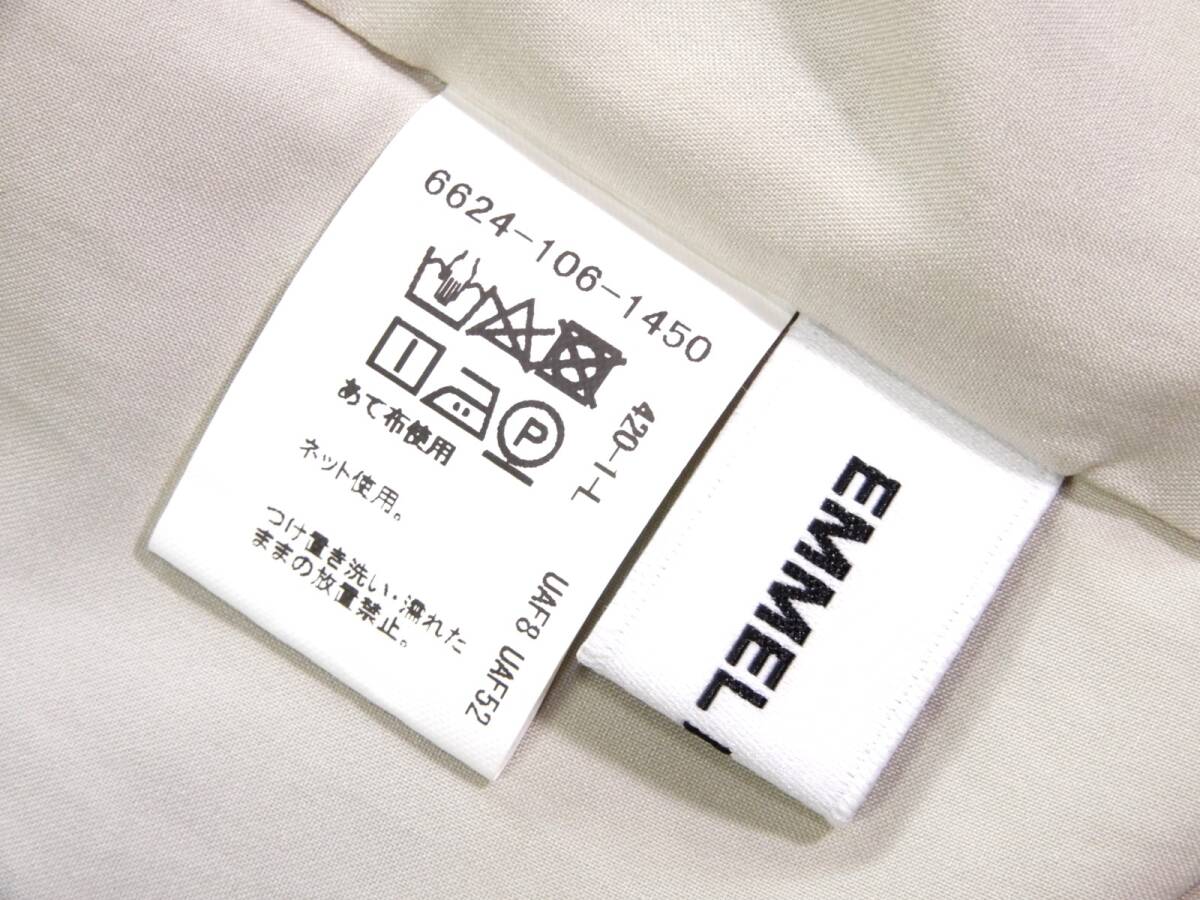 6624-106-1450
P
あて布使用
420-1-L
ネット使用。
つけ置き洗い・濡れた
ままの放置禁止。
UAF8 UAF52
EMMEL